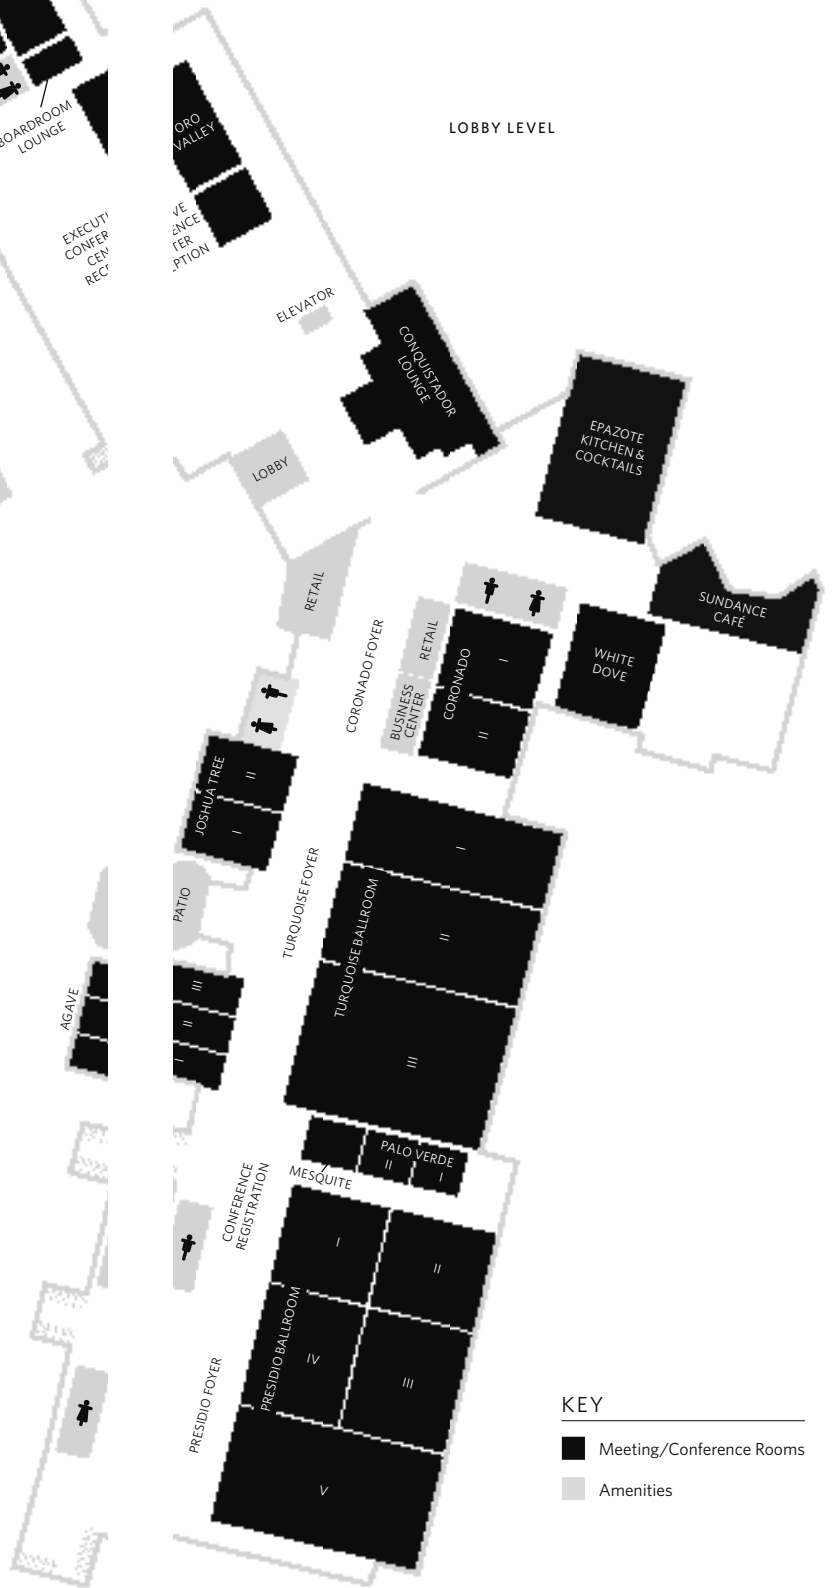 LOBBY LEVEL
BOARDROOM
LOUNGE
ORO
VALLEY
ELEVATOR
CONQUISTADOR
LOUNGE
LOBBY
EPAZOTE
KITCHEN &
COCKTAILS
RETAIL
CORONADO FOYER
RETAIL
BUSINESS
CENTER
CORONADO
I
II
WHITE
DOVE
SUNDANCE
CAFÉ
JOSHUA TREE
II
I
PATIO
TURQUOISE FOYER
TURQUOISE BALLROOM
I
II
III
AGAVE
III
II
I
MESQUITE
PALO VERDE
II
I
CONFERENCE
REGISTRATION
PRESIDIO FOYER
PRESIDIO BALLROOM
I
II
IV
III
V
KEY
Meeting/Conference Rooms
Amenities